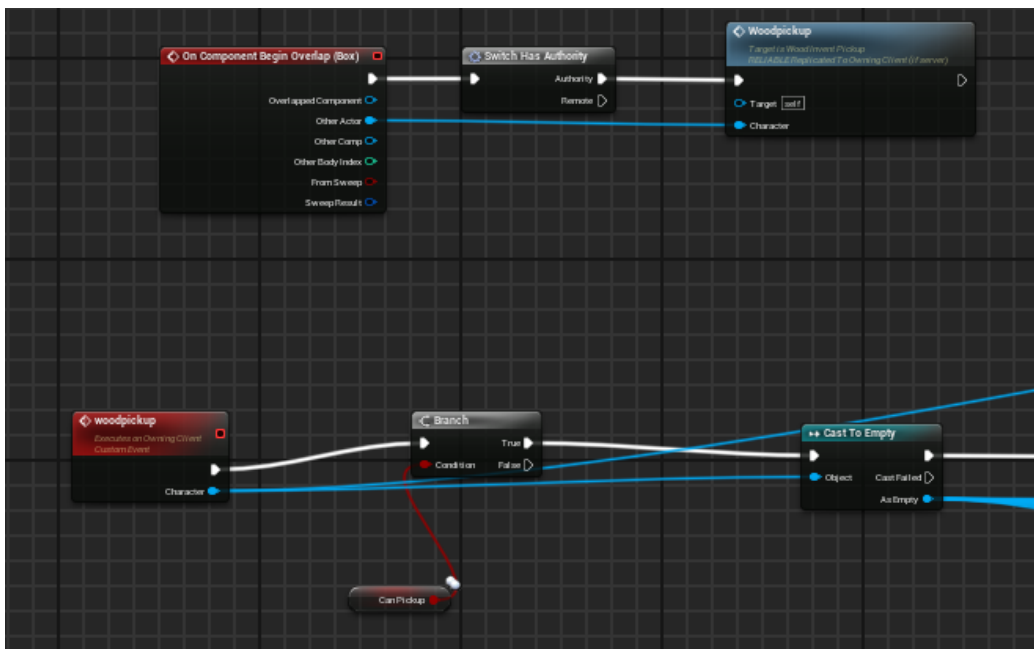 On Component Begin Overlap (Box)
Overlapped Component
Other Actor
Other Comp
Other Body Index
From Sweep
Sweep Result
Switch Has Authority
Authority
Remote
Woodpickup
Target is Wood Invent Pickup
RELIABLE Replicated To Owning Client (if server)
Target self
Character
woodpickup
Executes on Owning Client
Custom Event
Character
Branch
True
Condition
False
CanPickup
Cast To Empty
Object
Cast Failed
As Empty